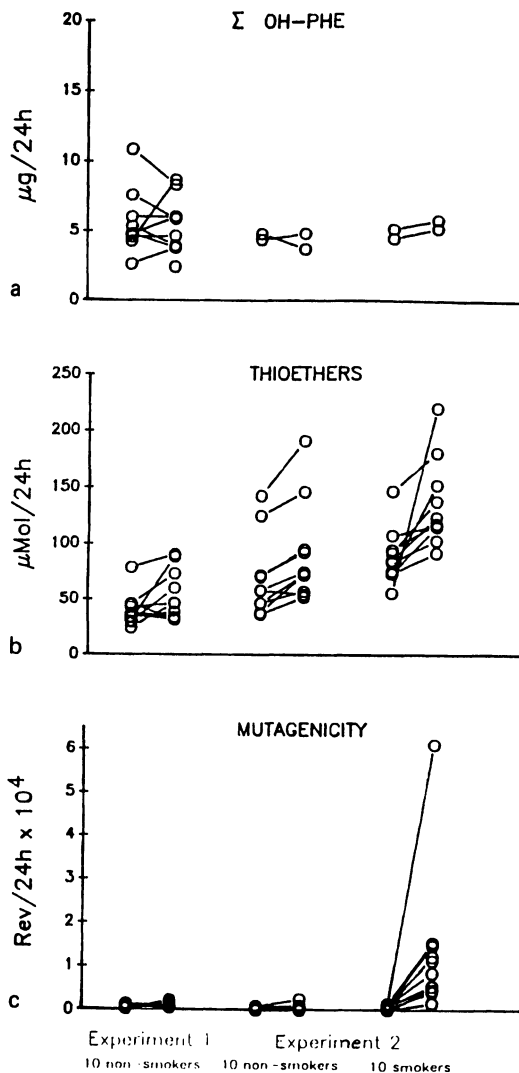 Σ OH-PHE
20
15
10
5
0
µg/24h
a
THIOETHERS
250
200
150
100
50
0
µMol/24h
b
MUTAGENICITY
6
5
4
3
2
1
0
Rev/24h x 10⁴
c
Experiment 1 Experiment 2
10 non-smokers 10 non-smokers 10 smokers